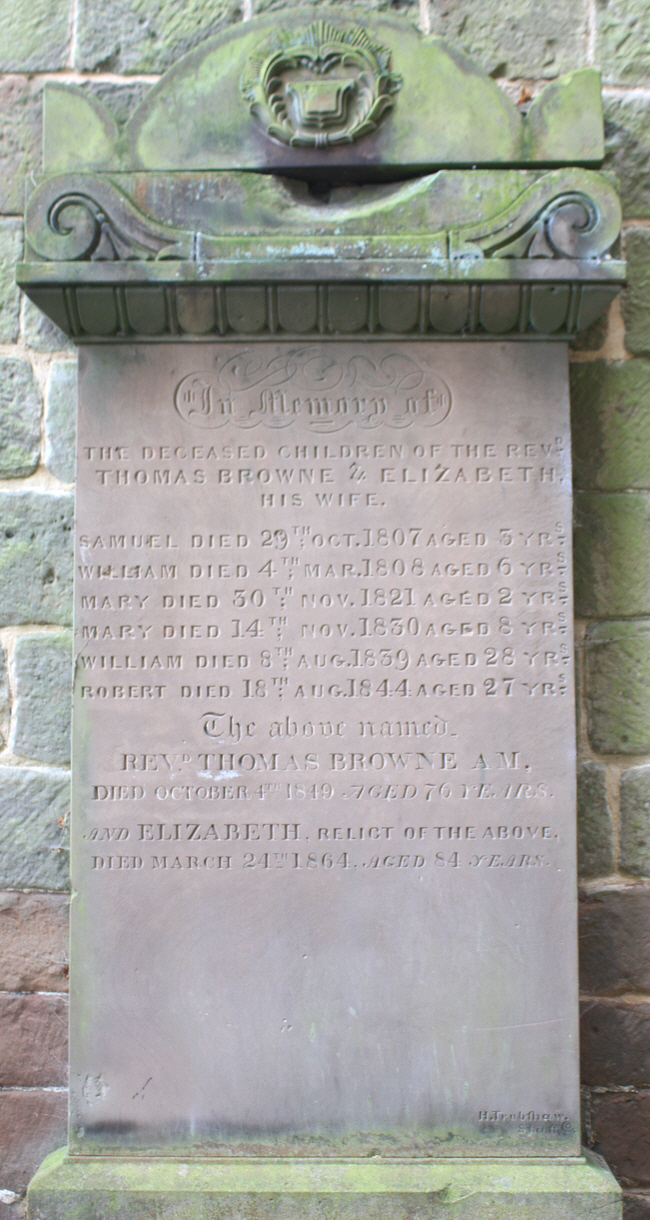 In Memory of
THE DECEASED CHILDREN OF THE REVD
THOMAS BROWNE & ELIZABETH,
HIS WIFE.
SAMUEL DIED 29TH OCT. 1807 AGED 3 YRS
WILLIAM DIED 4TH MAR. 1808 AGED 6 YRS
MARY DIED 30TH NOV. 1821 AGED 2 YRS
MARY DIED 14TH NOV. 1830 AGED 8 YRS
WILLIAM DIED 8TH AUG. 1839 AGED 28 YRS
ROBERT DIED 18TH AUG. 1844 AGED 27 YRS
The above named
REVD THOMAS BROWNE A.M.
DIED OCTOBER 4TH 1849. AGED 76 YEARS.
AND ELIZABETH, RELICT OF THE ABOVE,
DIED MARCH 24TH 1864, AGED 84 YEARS.
H.